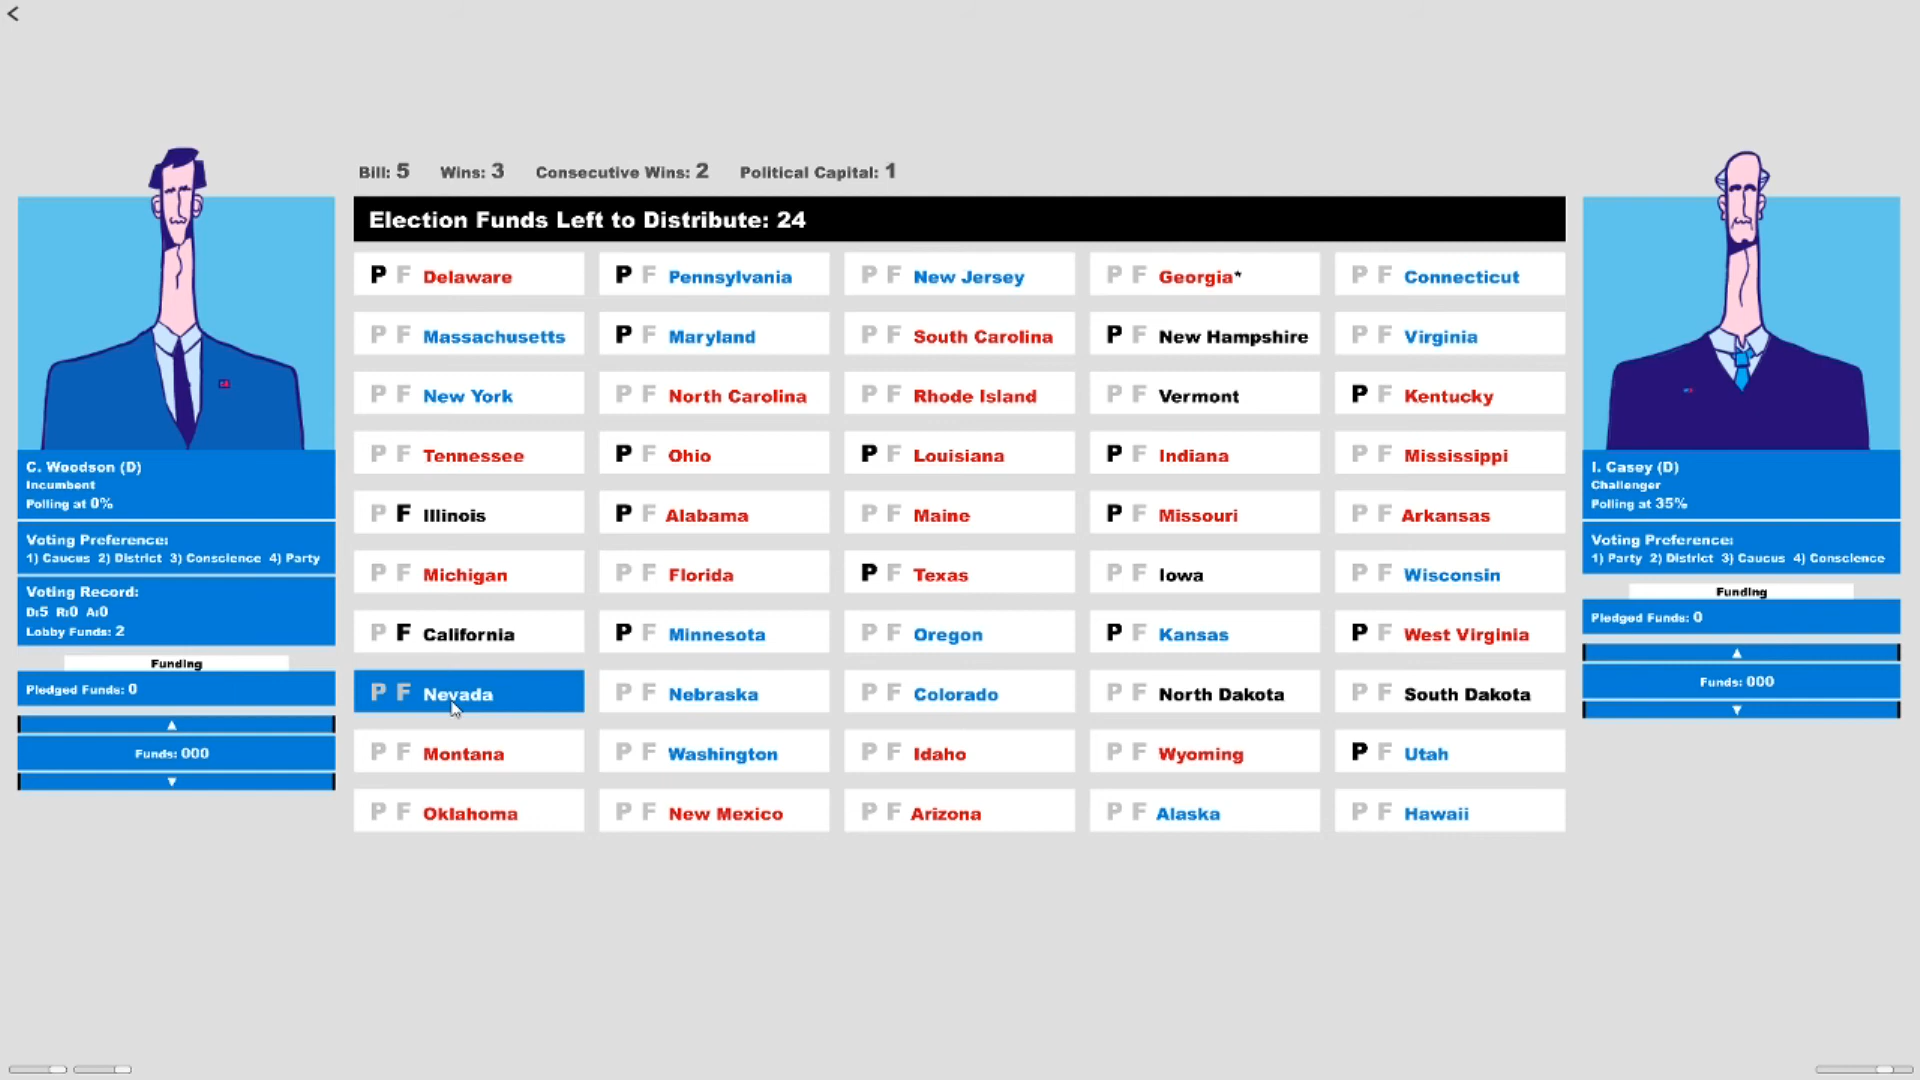 Bill: 5 Wins: 3 Consecutive Wins: 2 Political Capital: 1
Election Funds Left to Distribute: 24
P F Delaware P F Pennsylvania P F New Jersey P F Georgia* P F Connecticut
P F Massachusetts P F Maryland P F South Carolina P F New Hampshire P F Virginia
P F New York P F North Carolina P F Rhode Island P F Vermont P F Kentucky
P F Tennessee P F Ohio P F Louisiana P F Indiana P F Mississippi
P F Illinois P F Alabama P F Maine P F Missouri P F Arkansas
P F Michigan P F Florida P F Texas P F Iowa P F Wisconsin
P F California P F Minnesota P F Oregon P F Kansas P F West Virginia
P F Nevada P F Nebraska P F Colorado P F North Dakota P F South Dakota
P F Montana P F Washington P F Idaho P F Wyoming P F Utah
P F Oklahoma P F New Mexico P F Arizona P F Alaska P F Hawaii
C. Woodson (D)
Incumbent
Polling at 0%
Voting Preference:
1) Caucus 2) District 3) Conscience 4) Party
Voting Record:
D:5 R:0 A:0
Lobby Funds: 2
Funding
Pledged Funds: 0
Funds: 000
I. Casey (D)
Challenger
Polling at 35%
Voting Preference:
1) Party 2) District 3) Caucus 4) Conscience
Funding
Pledged Funds: 0
Funds: 000